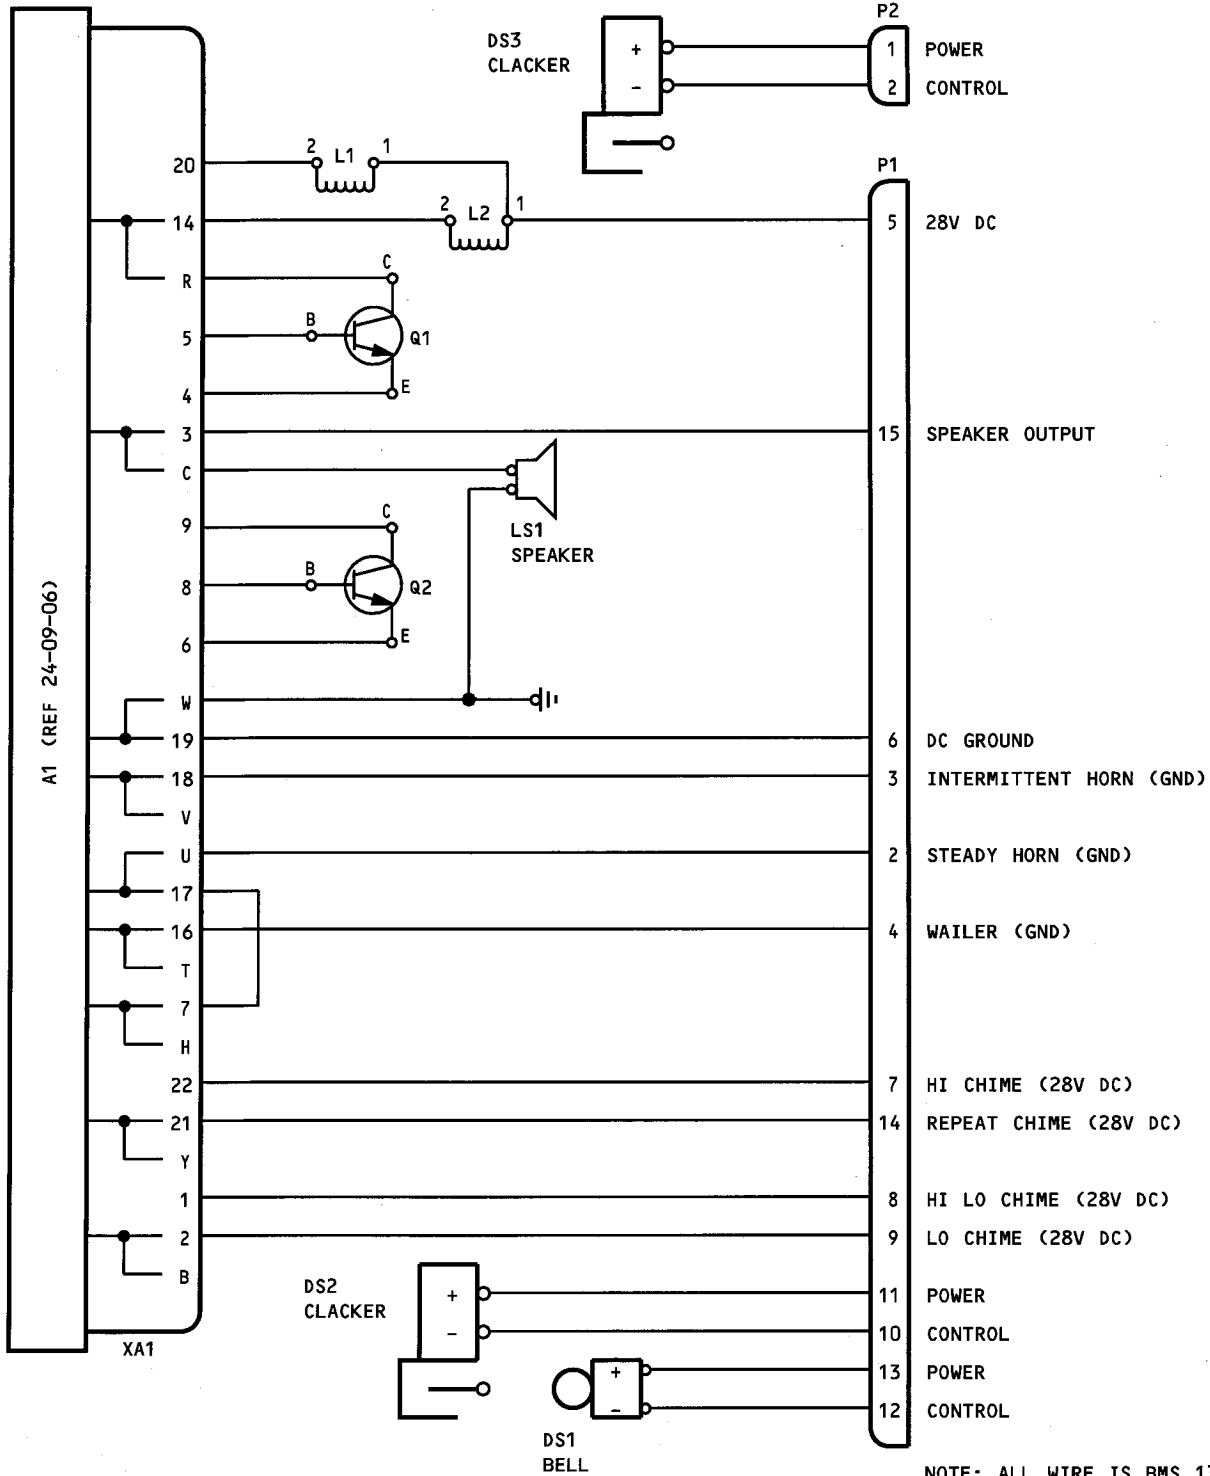 P2
DS3
CLACKER
+
1 POWER
-
2 CONTROL
P1
20 2 L1 1
14 2 L2 1 5 28V DC
R C
5 B Q1
4 E
3 15 SPEAKER OUTPUT
C
LS1
SPEAKER
9 C
8 B Q2
6 E
A1 (REF 24-09-06)
W
19 6 DC GROUND
18 3 INTERMITTENT HORN (GND)
V
U 2 STEADY HORN (GND)
17
16 4 WAILER (GND)
T
7
H
22 7 HI CHIME (28V DC)
21 14 REPEAT CHIME (28V DC)
Y
1 8 HI LO CHIME (28V DC)
2 9 LO CHIME (28V DC)
B
XA1
DS2
CLACKER
+ 11 POWER
- 10 CONTROL
+ 13 POWER
- 12 CONTROL
DS1
BELL
NOTE: ALL WIRE IS BMS